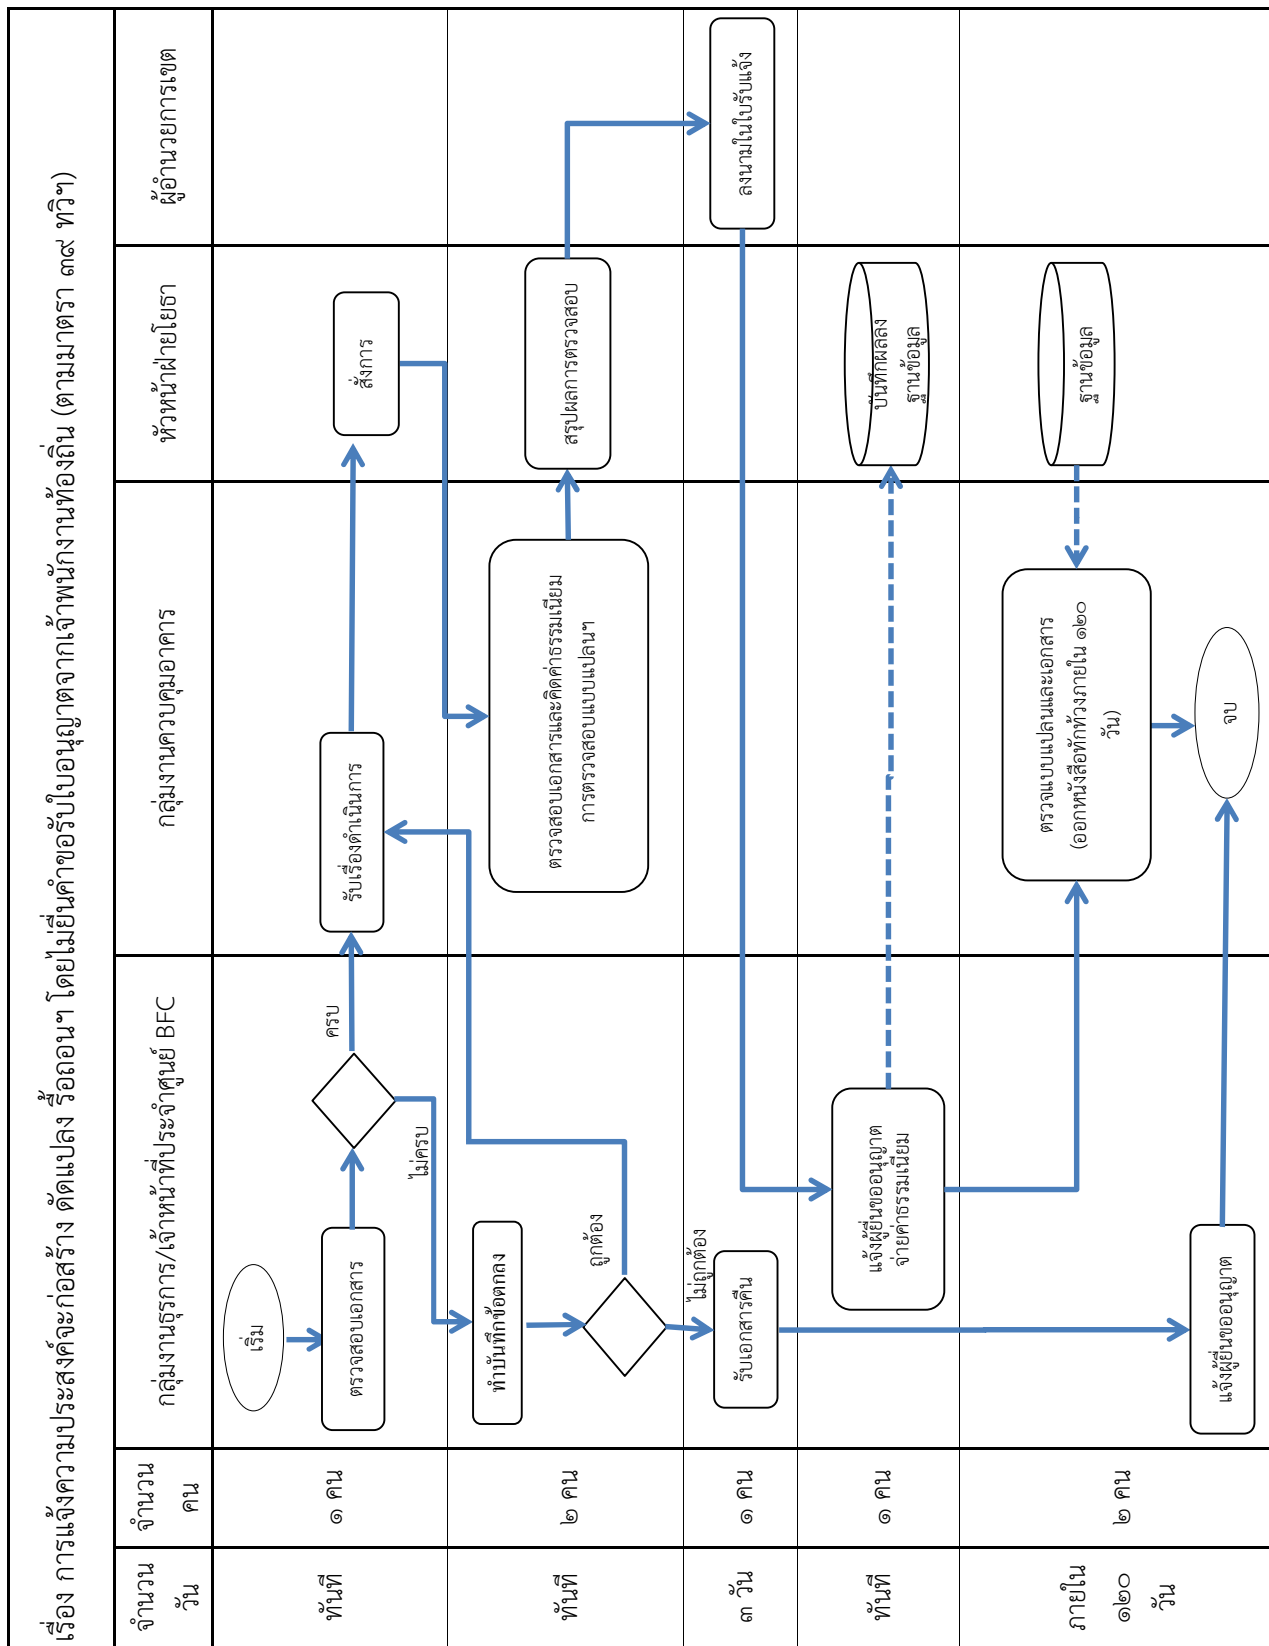 เรื่อง การแจ้งความประสงค์จะก่อสร้าง ดัดแปลง รื้อถอนฯ โดยไม่ยื่นคำขอรับใบอนุญาตจากเจ้าพนักงานท้องถิ่น (ตามมาตรา ๓๙ ทวิฯ)
จำนวน
วัน
จำนวน
คน
กลุ่มงานธุรการ/เจ้าหน้าที่ประจำศูนย์ BFC
กลุ่มงานควบคุมอาคาร
หัวหน้าฝ่ายโยธา
ผู้อำนวยการเขต
ทันที
๑ คน
เริ่ม
ตรวจสอบเอกสาร
ครบ
ไม่ครบ
รับเรื่องดำเนินการ
สั่งการ
ทันที
๒ คน
ทำบันทึกข้อตกลง
ถูกต้อง
ไม่ถูกต้อง
ตรวจสอบเอกสารและคิดค่าธรรมเนียม
การตรวจสอบแบบแปลนฯ
สรุปผลการตรวจสอบ
๓ วัน
๑ คน
รับเอกสารคืน
ลงนามในใบรับแจ้ง
ทันที
๑ คน
แจ้งผู้ยื่นขออนุญาต
จ่ายค่าธรรมเนียม
บันทึกผลลง
ฐานข้อมูล
ภายใน
๑๒๐
วัน
๒ คน
แจ้งผู้ยื่นขออนุญาต
ตรวจแบบแปลนและเอกสาร
(ออกหนังสือทักท้วงภายใน ๑๒๐
วัน)
จบ
ฐานข้อมูล